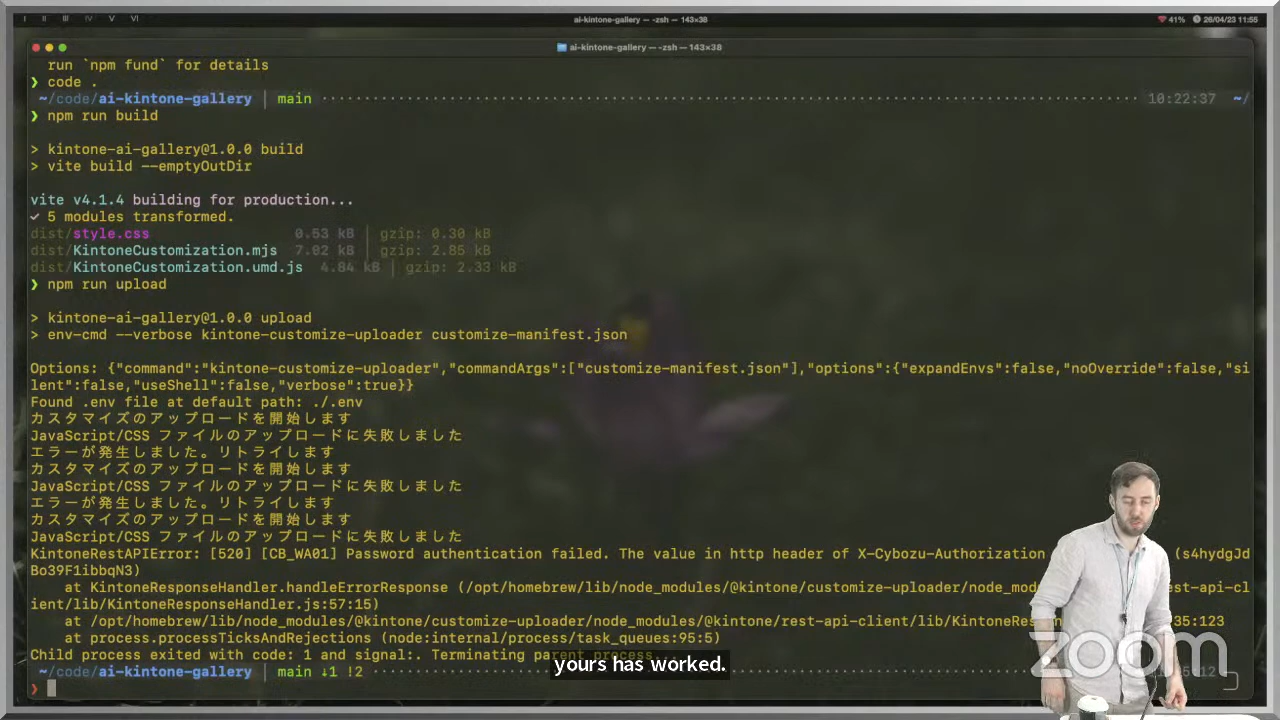 I II III IV V VI
ai-kintone-gallery — -zsh — 143×38
41% 26/04/23 11:55
ai-kintone-gallery — -zsh — 143×38
run `npm fund` for details
❯ code .
~/code/ai-kintone-gallery | main 10:22:37 ~/
❯ npm run build
> kintone-ai-gallery@1.0.0 build
> vite build --emptyOutDir
vite v4.1.4 building for production...
✓ 5 modules transformed.
dist/style.css 0.53 kB │ gzip: 0.30 kB
dist/KintoneCustomization.mjs 7.02 kB │ gzip: 2.85 kB
dist/KintoneCustomization.umd.js 4.84 kB │ gzip: 2.33 kB
❯ npm run upload
> kintone-ai-gallery@1.0.0 upload
> env-cmd --verbose kintone-customize-uploader customize-manifest.json
Options: {"command":"kintone-customize-uploader","commandArgs":["customize-manifest.json"],"options":{"expandEnvs":false,"noOverride":false,"si
lent":false,"useShell":false,"verbose":true}}
Found .env file at default path: ./.env
カスタマイズのアップロードを開始します
JavaScript/CSS ファイルのアップロードに失敗しました
エラーが発生しました。リトライします
カスタマイズのアップロードを開始します
JavaScript/CSS ファイルのアップロードに失敗しました
エラーが発生しました。リトライします
カスタマイズのアップロードを開始します
JavaScript/CSS ファイルのアップロードに失敗しました
KintoneRestAPIError: [520] [CB_WA01] Password authentication failed. The value in http header of X-Cybozu-Authorization (s4hydgJd
Bo39F1ibbqN3)
at KintoneResponseHandler.handleErrorResponse (/opt/homebrew/lib/node_modules/@kintone/customize-uploader/node_mod est-api-cl
ient/lib/KintoneResponseHandler.js:57:15)
at /opt/homebrew/lib/node_modules/@kintone/customize-uploader/node_modules/@kintone/rest-api-client/lib/KintoneRes 35:123
at process.processTicksAndRejections (node:internal/process/task_queues:95:5)
Child process exited with code: 1 and signal:. Terminating parent process...
~/code/ai-kintone-gallery | main ↓1 !2
❯
yours has worked.
zoom